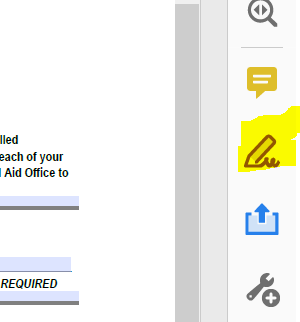 lled
each of your
Aid Office to
REQUIRED